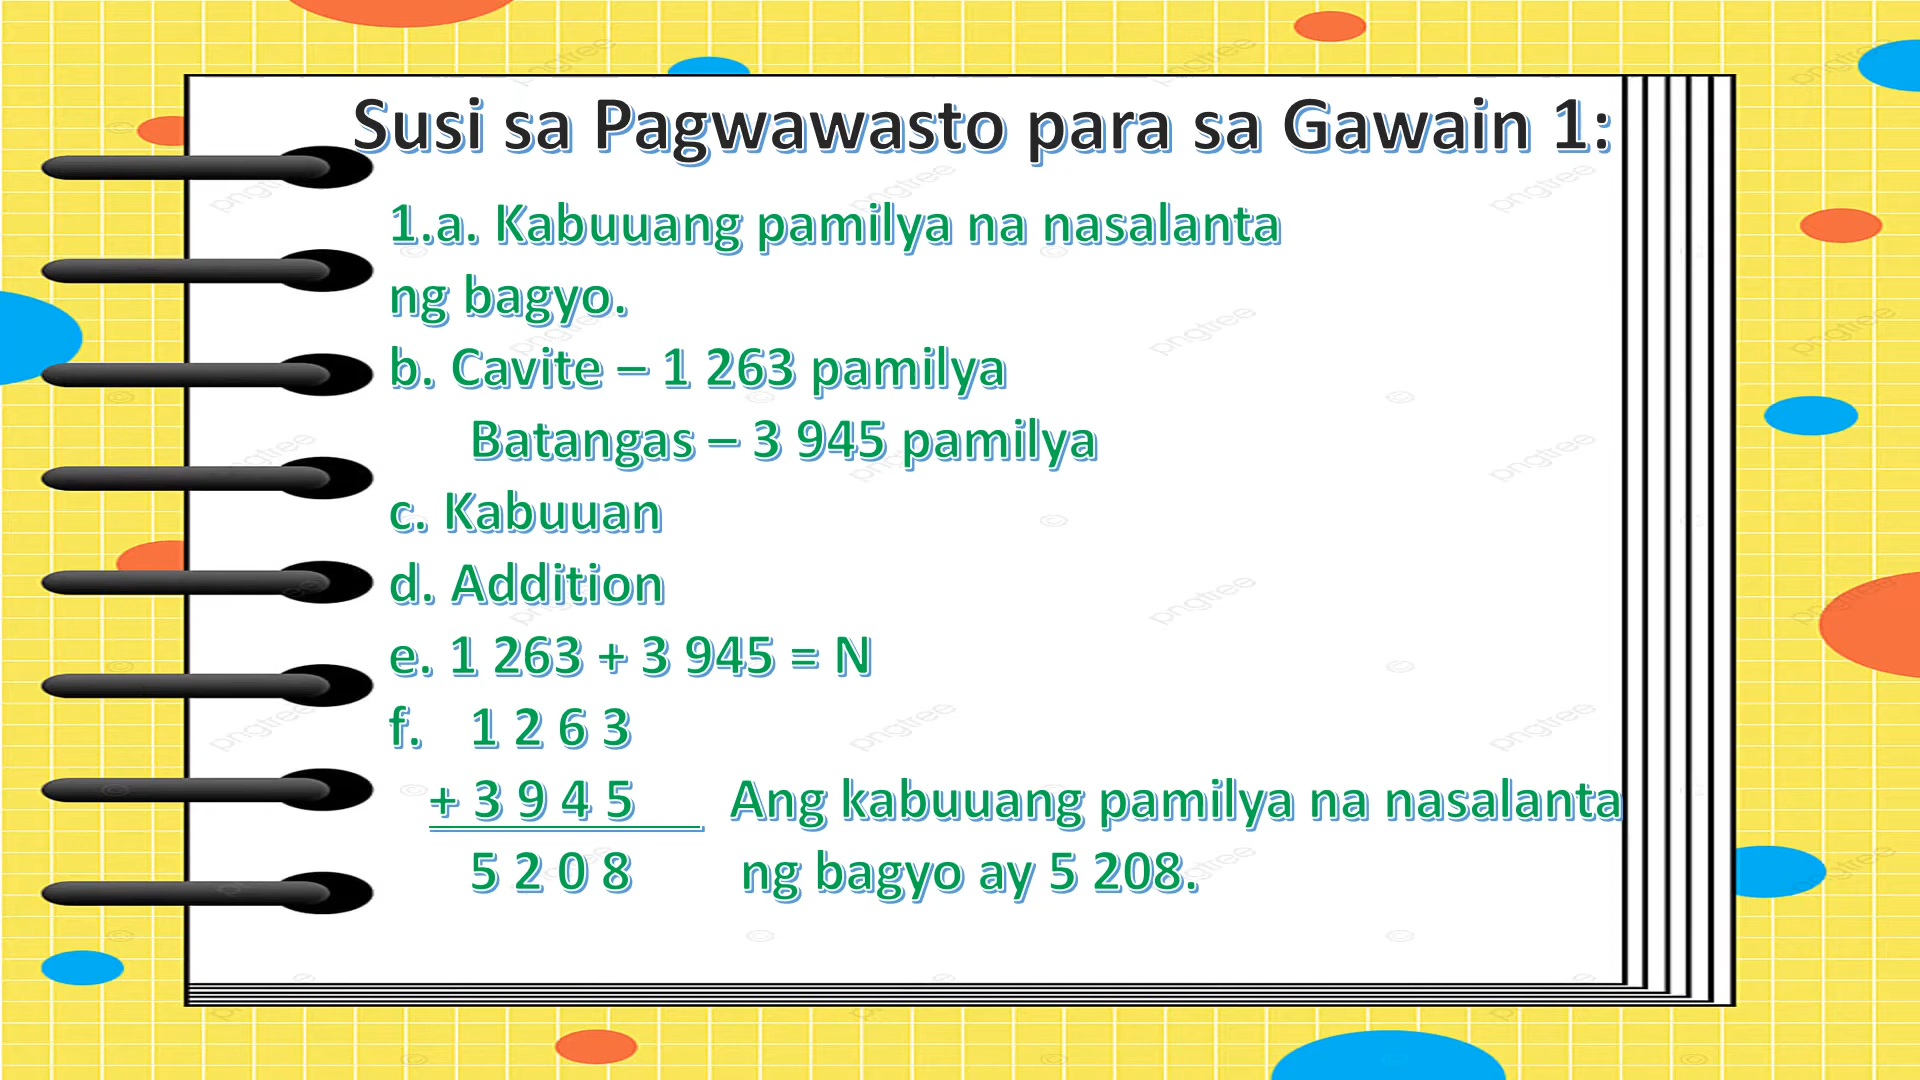 Susi sa Pagwawasto para sa Gawain 1:
1.a. Kabuuang pamilya na nasalanta
ng bagyo.
b. Cavite – 1 263 pamilya
Batangas – 3 945 pamilya
c. Kabuuan
d. Addition
e. 1 263 + 3 945 = N
f. 1 2 6 3
+ 3 9 4 5 Ang kabuuang pamilya na nasalanta
5 2 0 8 ng bagyo ay 5 208.